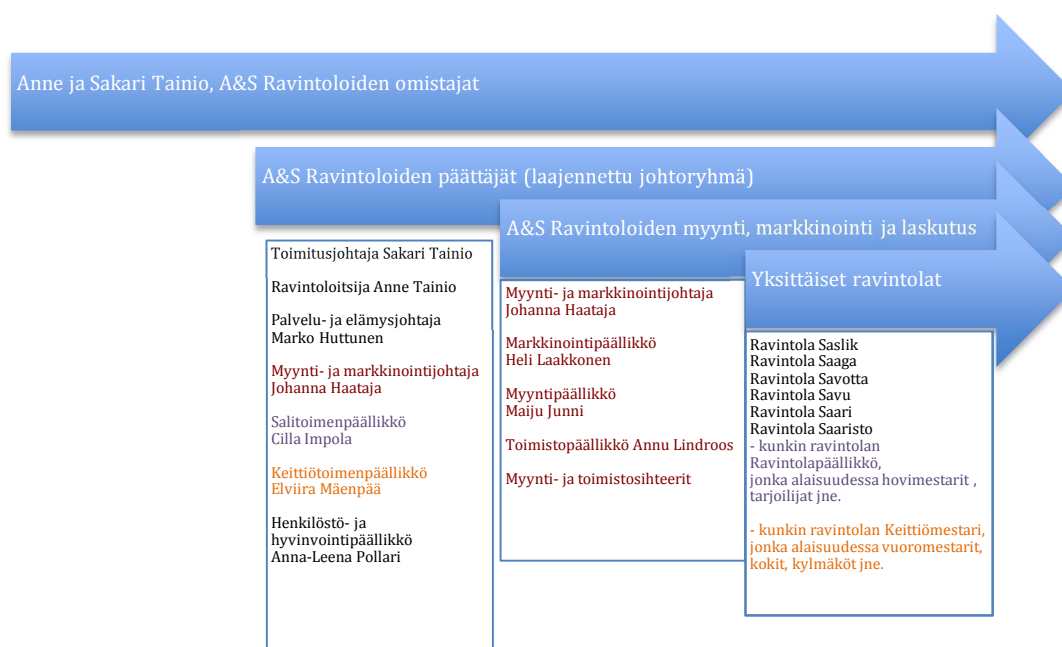 Anne ja Sakari Tainio, A&S Ravintoloiden omistajat
A&S Ravintoloiden päättäjät (laajennettu johtoryhmä)
A&S Ravintoloiden myynti, markkinointi ja laskutus
Yksittäiset ravintolat
Toimitusjohtaja Sakari Tainio
Ravintoloitsija Anne Tainio
Palvelu- ja elämysjohtaja
Marko Huttunen
Myynti- ja markkinointijohtaja
Johanna Haataja
Salitoimenpäällikkö
Cilla Impola
Keittiötoimenpäällikkö
Elviira Mäenpää
Henkilöstö- ja
hyvinvointipäällikkö
Anna-Leena Pollari
Myynti- ja markkinointijohtaja
Johanna Haataja
Markkinointipäällikkö
Heli Laakkonen
Myyntipäällikkö
Maiju Junni
Toimistopäällikkö Annu Lindroos
Myynti- ja toimistosihteerit
Ravintola Saslik
Ravintola Saaga
Ravintola Savotta
Ravintola Savu
Ravintola Saari
Ravintola Saaristo
- kunkin ravintolan
Ravintolapäällikkö,
jonka alaisuudessa hovimestarit ,
tarjoilijat jne.
- kunkin ravintolan Keittiömestari,
jonka alaisuudessa vuoromestarit,
kokit, kylmäköt jne.